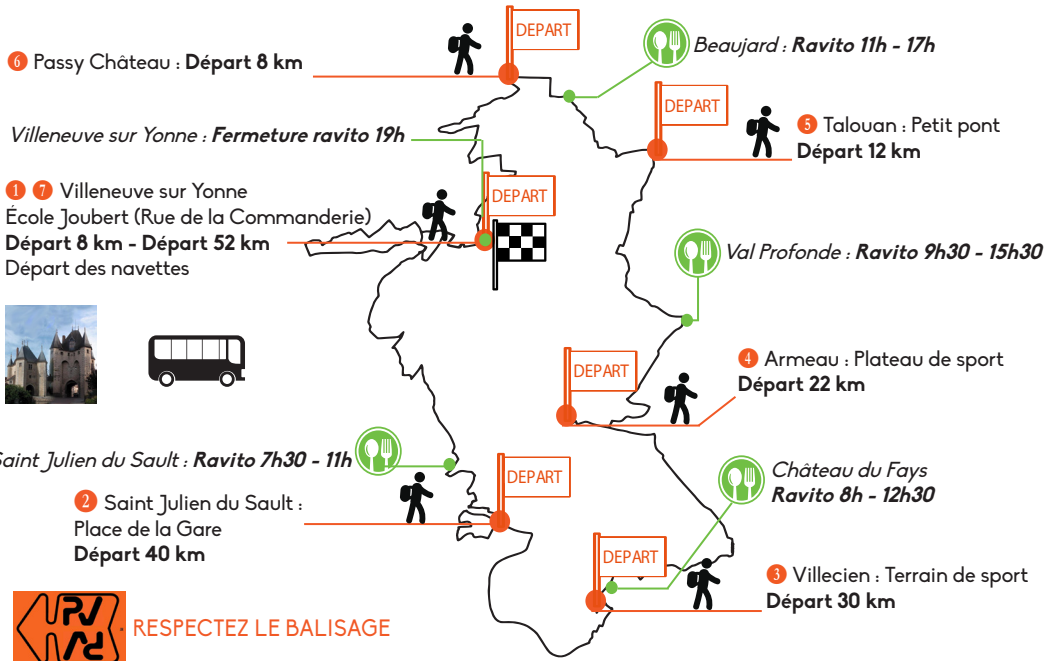 DEPART
6 Passy Château : Départ 8 km
Beaujard : Ravito 11h - 17h
DEPART
5 Talouan : Petit pont
Départ 12 km
Villeneuve sur Yonne : Fermeture ravito 19h
1 7 Villeneuve sur Yonne
École Joubert (Rue de la Commanderie)
Départ 8 km - Départ 52 km
Départ des navettes
DEPART
Val Profonde : Ravito 9h30 - 15h30
DEPART
4 Armeau : Plateau de sport
Départ 22 km
Saint Julien du Sault : Ravito 7h30 - 11h
2 Saint Julien du Sault :
Place de la Gare
Départ 40 km
DEPART
Château du Fays
Ravito 8h - 12h30
DEPART
3 Villecien : Terrain de sport
Départ 30 km
RESPECTEZ LE BALISAGE